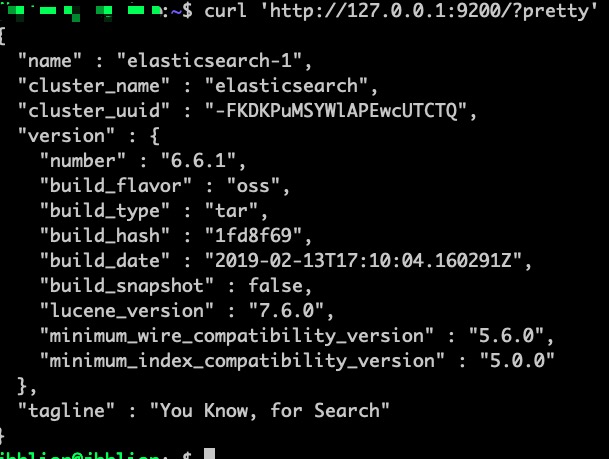 :~$ curl 'http://127.0.0.1:9200/?pretty'
{
"name" : "elasticsearch-1",
"cluster_name" : "elasticsearch",
"cluster_uuid" : "-FKDKPuMSYWlAPEwcUTCTQ",
"version" : {
"number" : "6.6.1",
"build_flavor" : "oss",
"build_type" : "tar",
"build_hash" : "1fd8f69",
"build_date" : "2019-02-13T17:10:04.160291Z",
"build_snapshot" : false,
"lucene_version" : "7.6.0",
"minimum_wire_compatibility_version" : "5.6.0",
"minimum_index_compatibility_version" : "5.0.0"
},
"tagline" : "You Know, for Search"
}